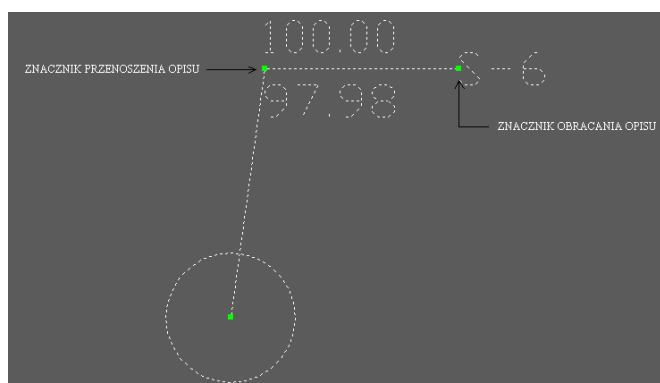 100.00
ZNACZNIK PRZENOSZENIA OPISU
S-6
97.98
ZNACZNIK OBRACANIA OPISU